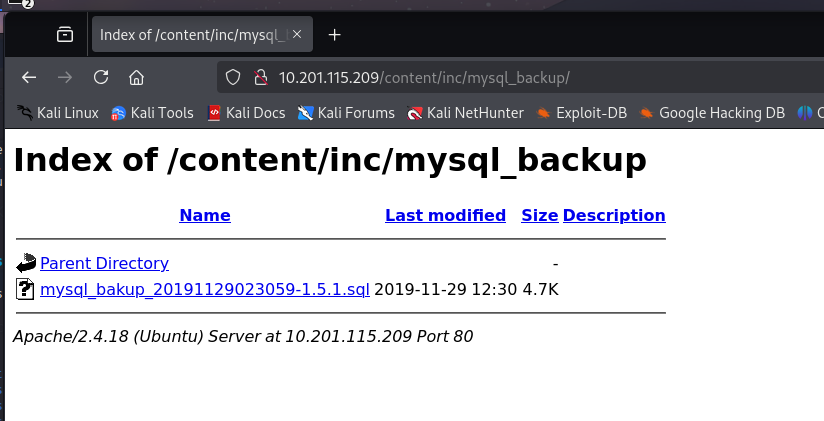 2
Index of /content/inc/mysql_
10.201.115.209/content/inc/mysql_backup/
Kali Linux Kali Tools Kali Docs Kali Forums Kali NetHunter Exploit-DB Google Hacking DB
Index of /content/inc/mysql_backup
Name Last modified Size Description
Parent Directory -
mysql_bakup_20191129023059-1.5.1.sql 2019-11-29 12:30 4.7K
Apache/2.4.18 (Ubuntu) Server at 10.201.115.209 Port 80